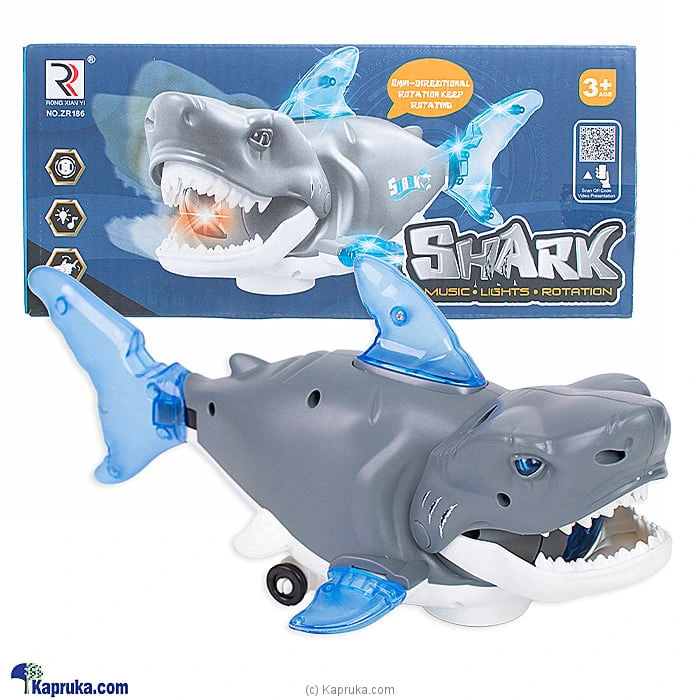 R
®
RONG XIAN YI
NO.ZR186
OMNI-DIRECTIONAL
ROTATION KEEP
ROTATING
3+
AGE
Scan QR Code
Video Presentation
SHARK
SHARK
MUSIC • LIGHTS • ROTATION
Kapruka.com
(c) Kapruka.com